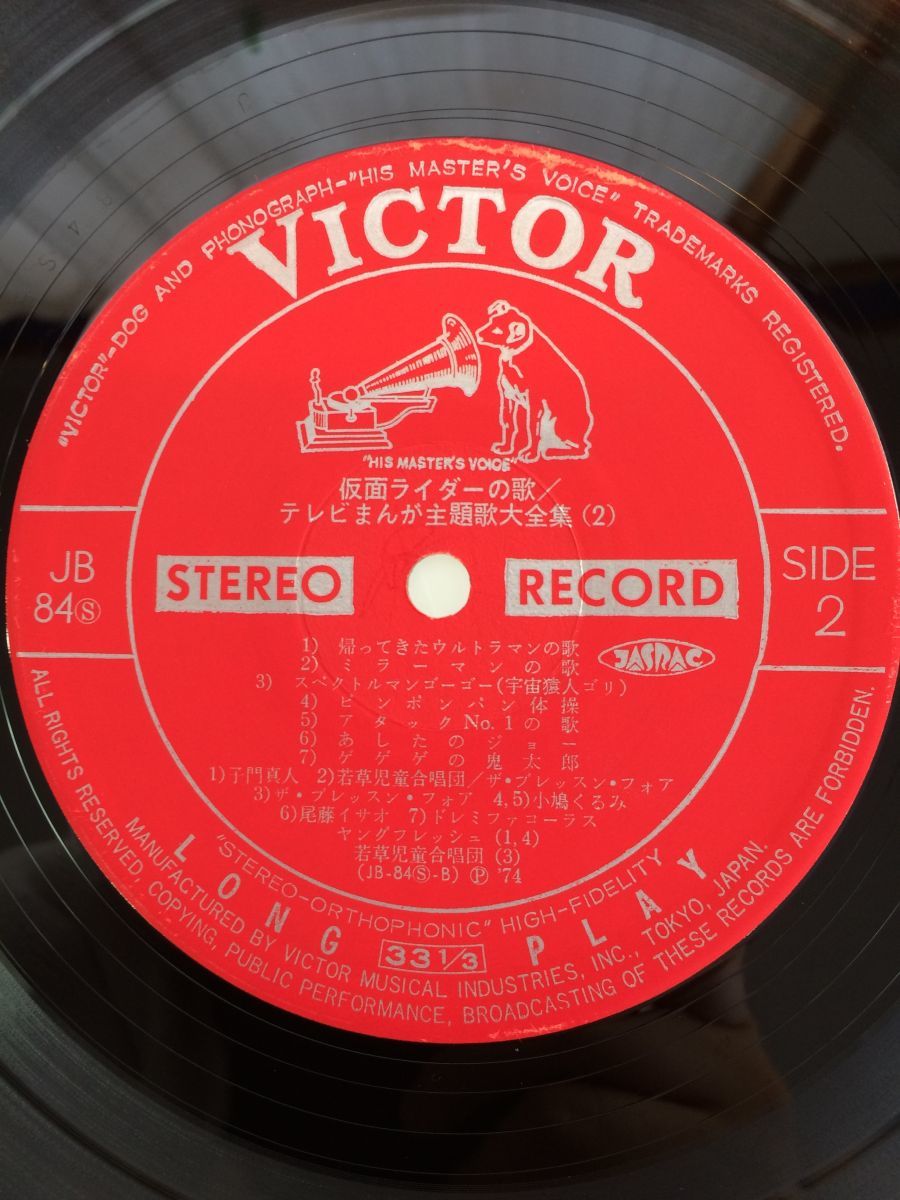 "VICTOR"–DOG AND PHONOGRAPH–"HIS MASTER'S VOICE" TRADEMARKS REGISTERED.
VICTOR
"HIS MASTER'S VOICE"
仮面ライダーの歌/
テレビまんが主題歌大全集(2)
JB
84Ⓢ
STEREO RECORD
SIDE
2
1) 帰ってきたウルトラマンの歌
2) ミラーマンの歌
JASRAC
3) スペクトルマンゴーゴー(宇宙猿人ゴリ)
4) ピンポンパン体操
5) アタックNo.1の歌
6) あしたのジョー
7) ゲゲゲの鬼太郎
1)子門真人 2)若草児童合唱団/ザ・ブレッスン・フォア
3)ザ・ブレッスン・フォア 4,5)小鳩くるみ
6)尾藤イサオ 7)ドレミファコーラス
ヤングフレッシュ(1,4)
若草児童合唱団(3)
(JB-84Ⓢ-B) Ⓟ'74
"STEREO–ORTHOPHONIC" HIGH-FIDELITY
LONG 33 1/3 PLAY
MANUFACTURED BY VICTOR MUSICAL INDUSTRIES, INC., TOKYO, JAPAN.
ALL RIGHTS RESERVED, COPYING, PUBLIC PERFORMANCE, BROADCASTING OF THESE RECORDS ARE FORBIDDEN.